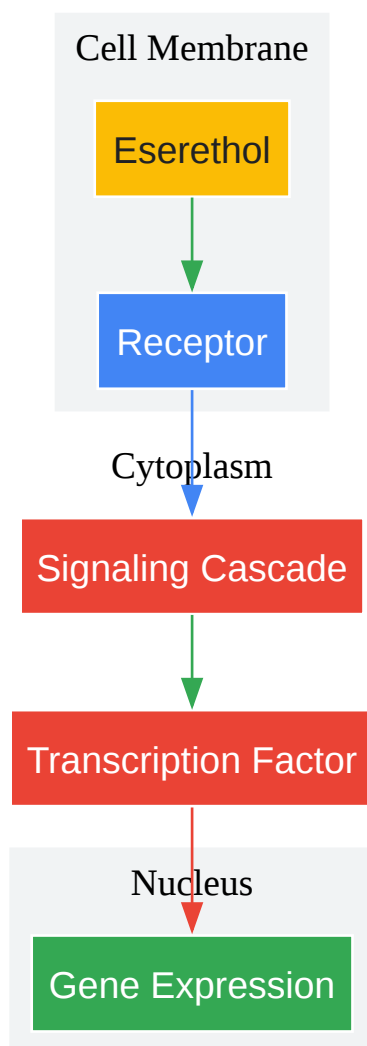 Cell Membrane
Eserethol
Receptor
Cytoplasm
Signaling Cascade
Transcription Factor
Nucleus
Gene Expression